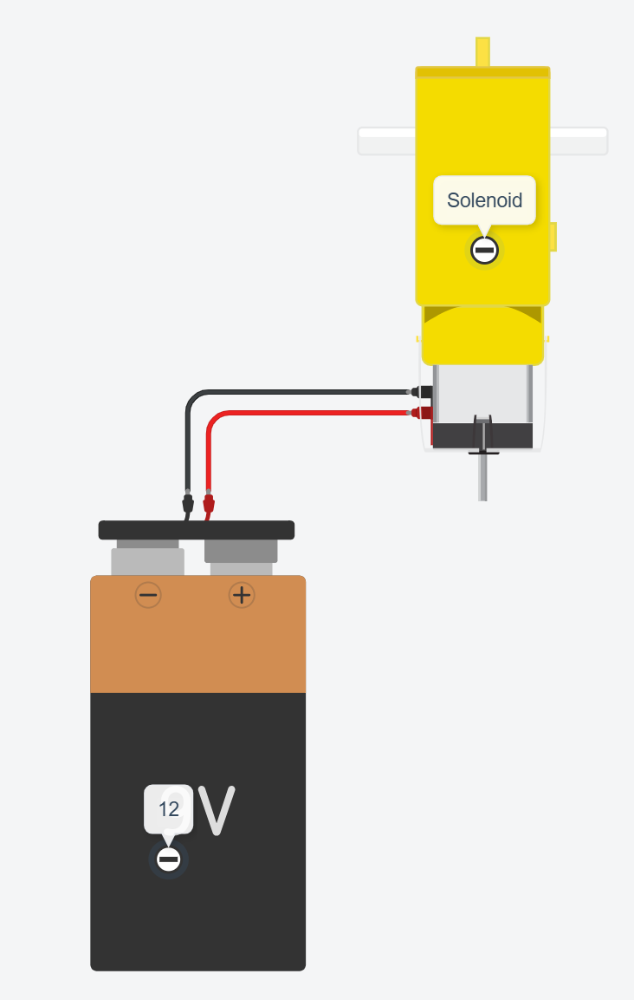 Solenoid
− +
12 V